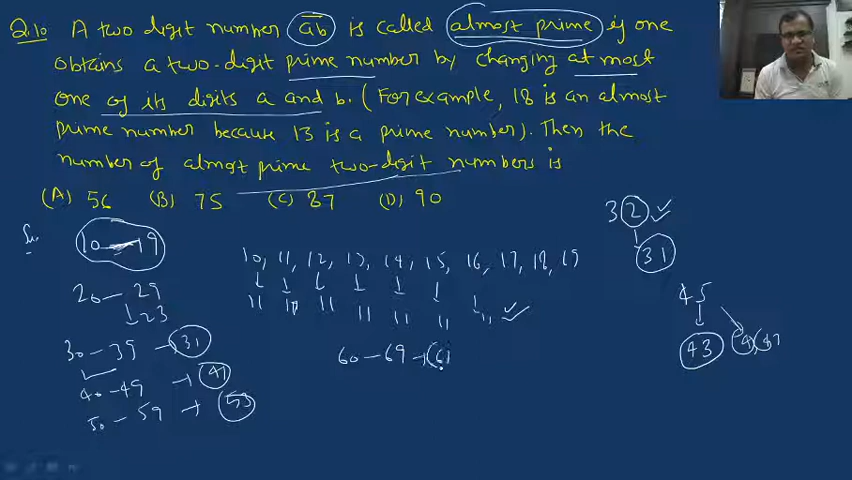 Q.10 A two digit number ab is called almost prime if one
obtains a two-digit prime number by changing at most
one of its digits a and b. (For example, 18 is an almost
prime number because 13 is a prime number). Then the
number of almost prime two-digit numbers is
(A) 56 (B) 75 (C) 87 (D) 90
Sol.
10 — 19
10, 11, 12, 13, 14, 15, 16, 17, 18, 19
11 11 11 11 11 11 11
20 — 29
23
30 — 39 → 31
40 - 49 → 41
50 — 59 → 53
60 — 69 → 61
32
31
45
43 47